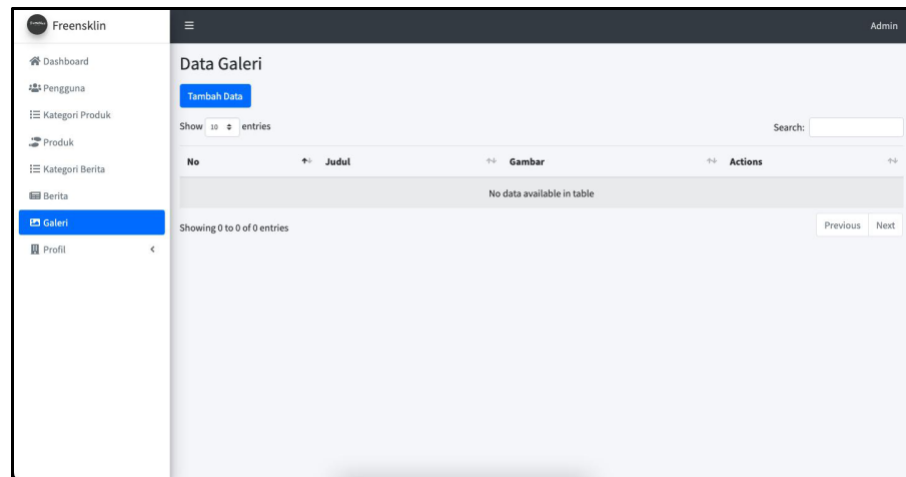 Freensklin
Admin
Dashboard
Pengguna
Kategori Produk
Produk
Kategori Berita
Berita
Galeri
Profil
Data Galeri
Tambah Data
Show 10 entries
Search:
No Judul Gambar Actions
No data available in table
Showing 0 to 0 of 0 entries
Previous Next